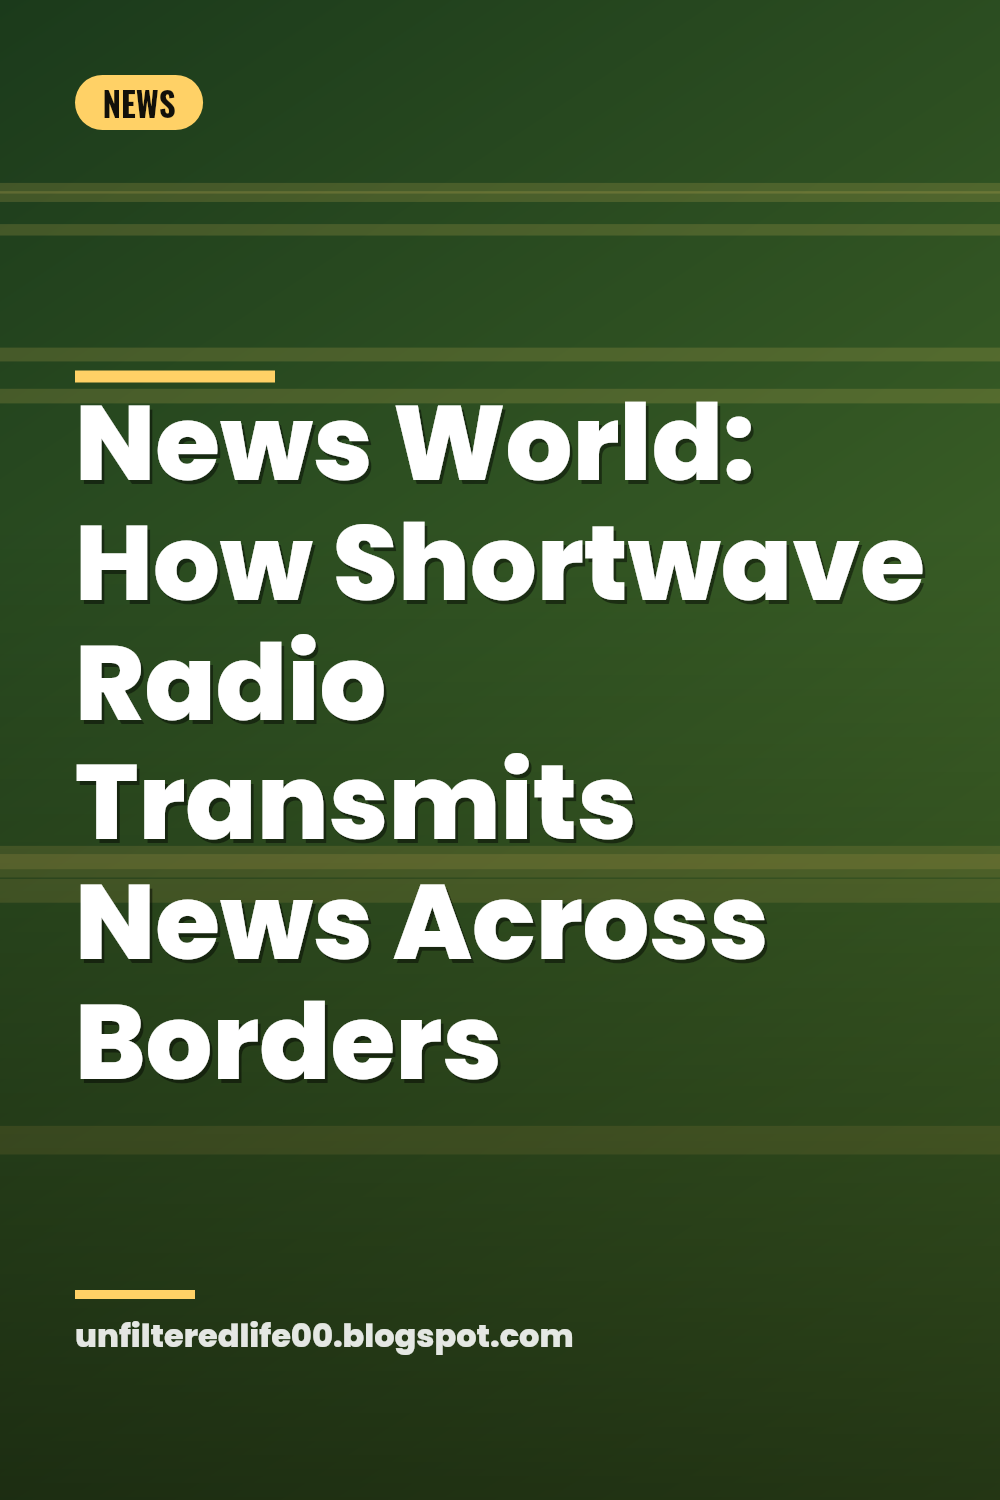 NEWS
News World:
How Shortwave
Radio
Transmits
News Across
Borders
unfilteredlife00.blogspot.com